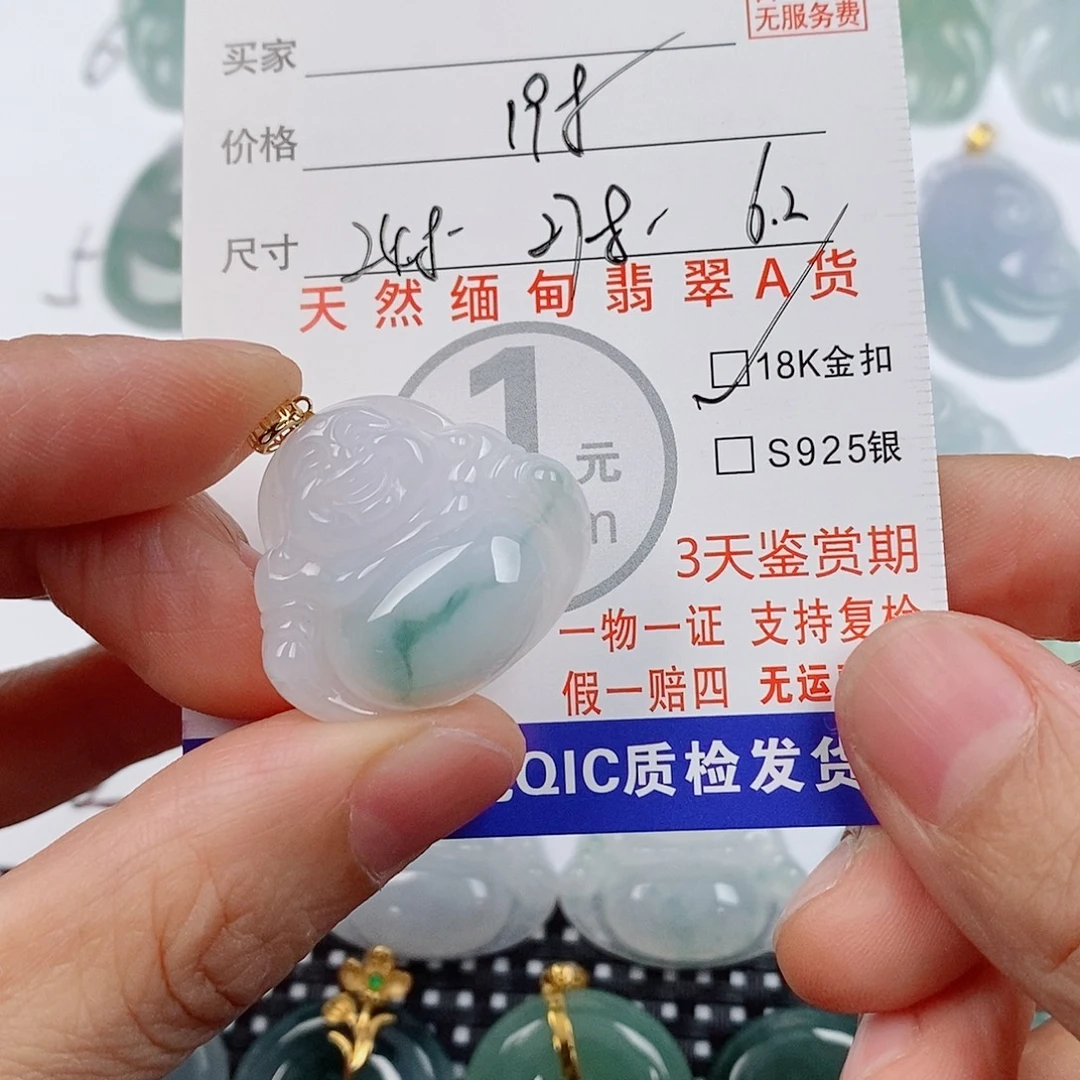 无服务费
买家
价格 198
尺寸 24.8 27.8 6.2
天然缅甸翡翠A货
1元
18K金扣
S925银
3天鉴赏期
一物一证 支持复检
假一赔四 无运
QIC质检发货